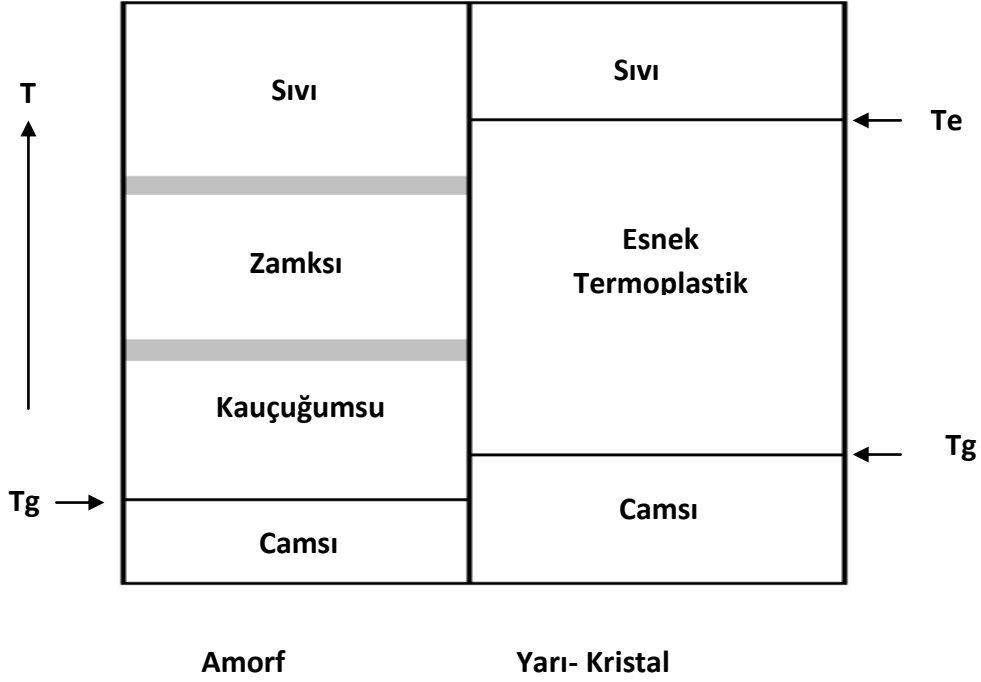 Sıvı
Sıvı
T
Te
Esnek
Termoplastik
Zamksı
Kauçuğumsu
Tg
Tg
Camsı
Camsı
Amorf
Yarı- Kristal